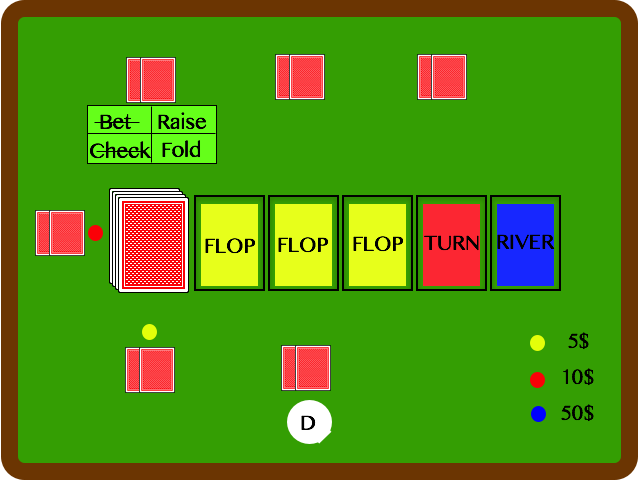 Bet Raise
Check Fold
FLOP FLOP FLOP TURN RIVER
5$
10$
50$
D